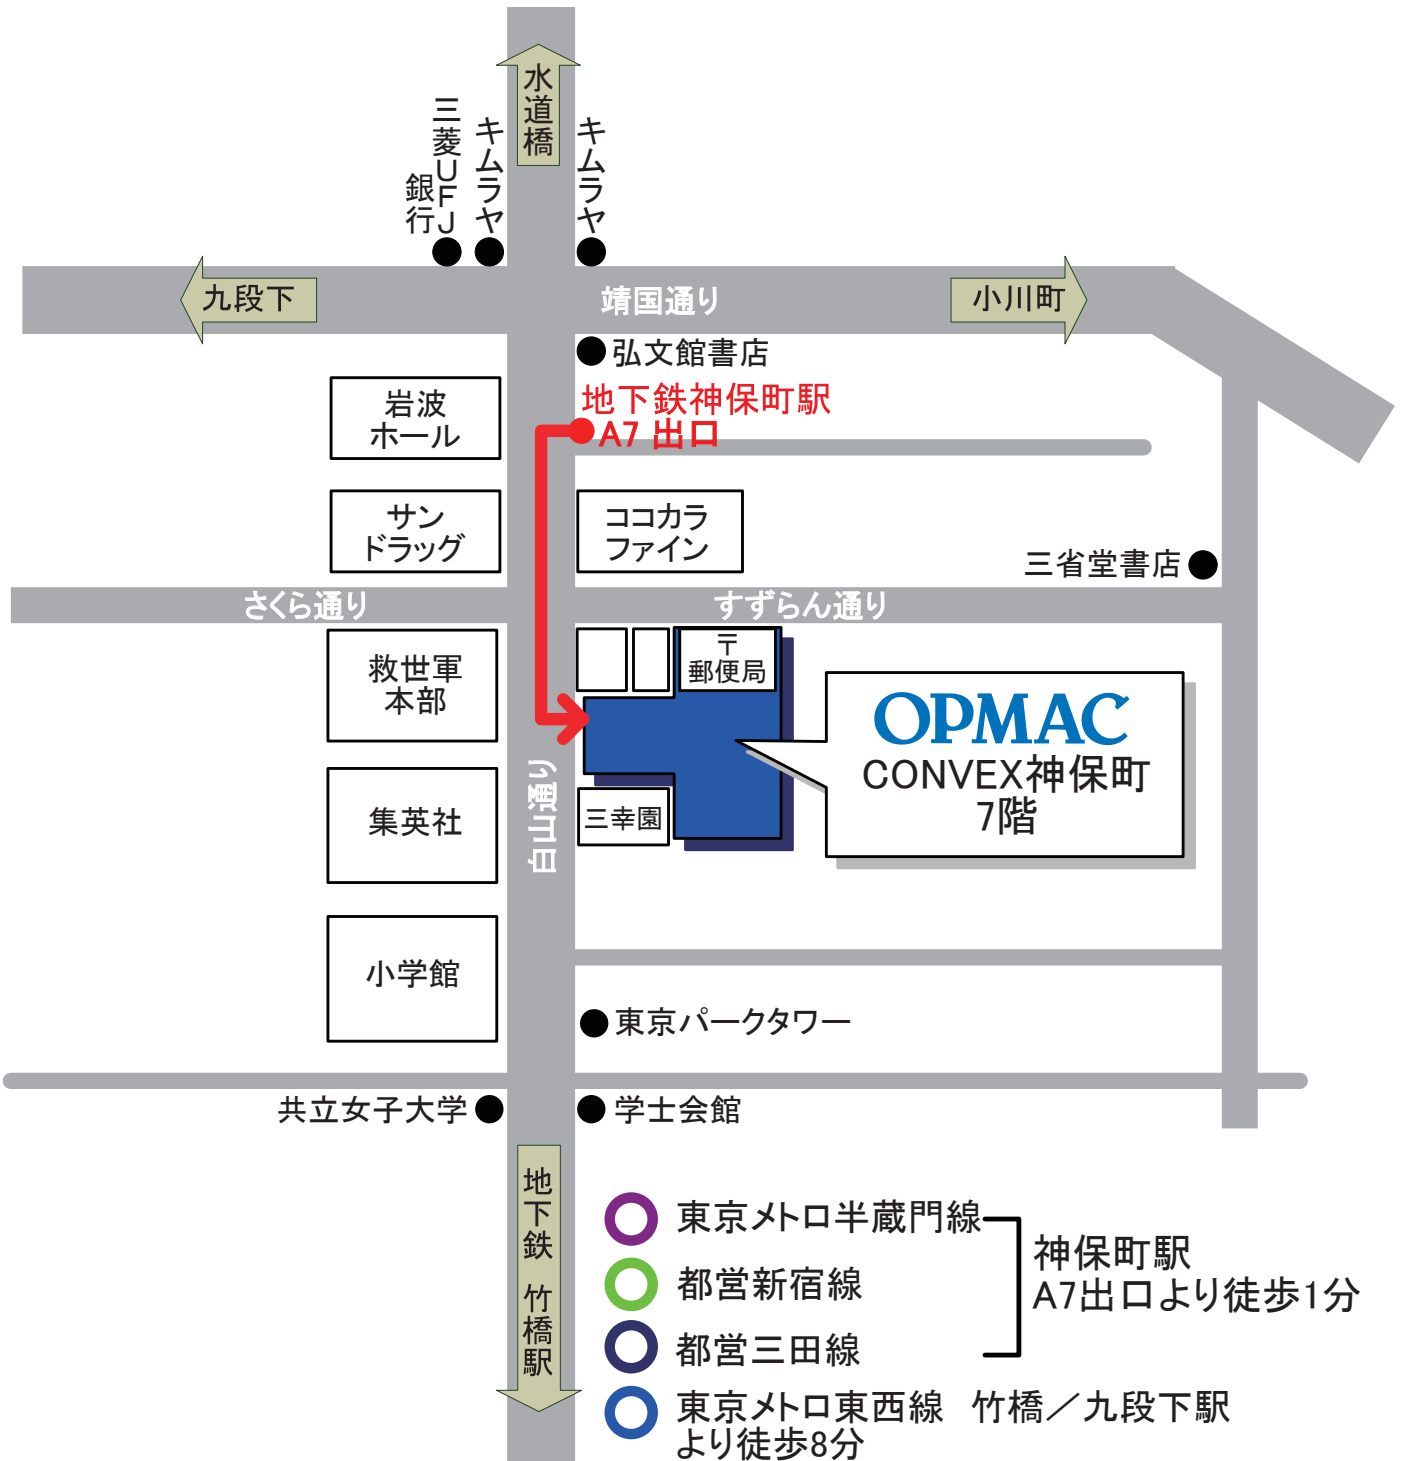 水道橋
三菱UFJ
銀行
キムラヤ
キムラヤ
九段下
靖国通り
小川町
弘文館書店
地下鉄神保町駅
A7 出口
岩波
ホール
サン
ドラッグ
ココカラ
ファイン
三省堂書店
さくら通り
すずらん通り
救世軍
本部
〒
郵便局
OPMAC
CONVEX神保町
7階
白山通り
三幸園
集英社
小学館
東京パークタワー
共立女子大学
学士会館
地下鉄 竹橋駅
東京メトロ半蔵門線
都営新宿線
都営三田線
神保町駅
A7出口より徒歩1分
東京メトロ東西線 竹橋／九段下駅
より徒歩8分